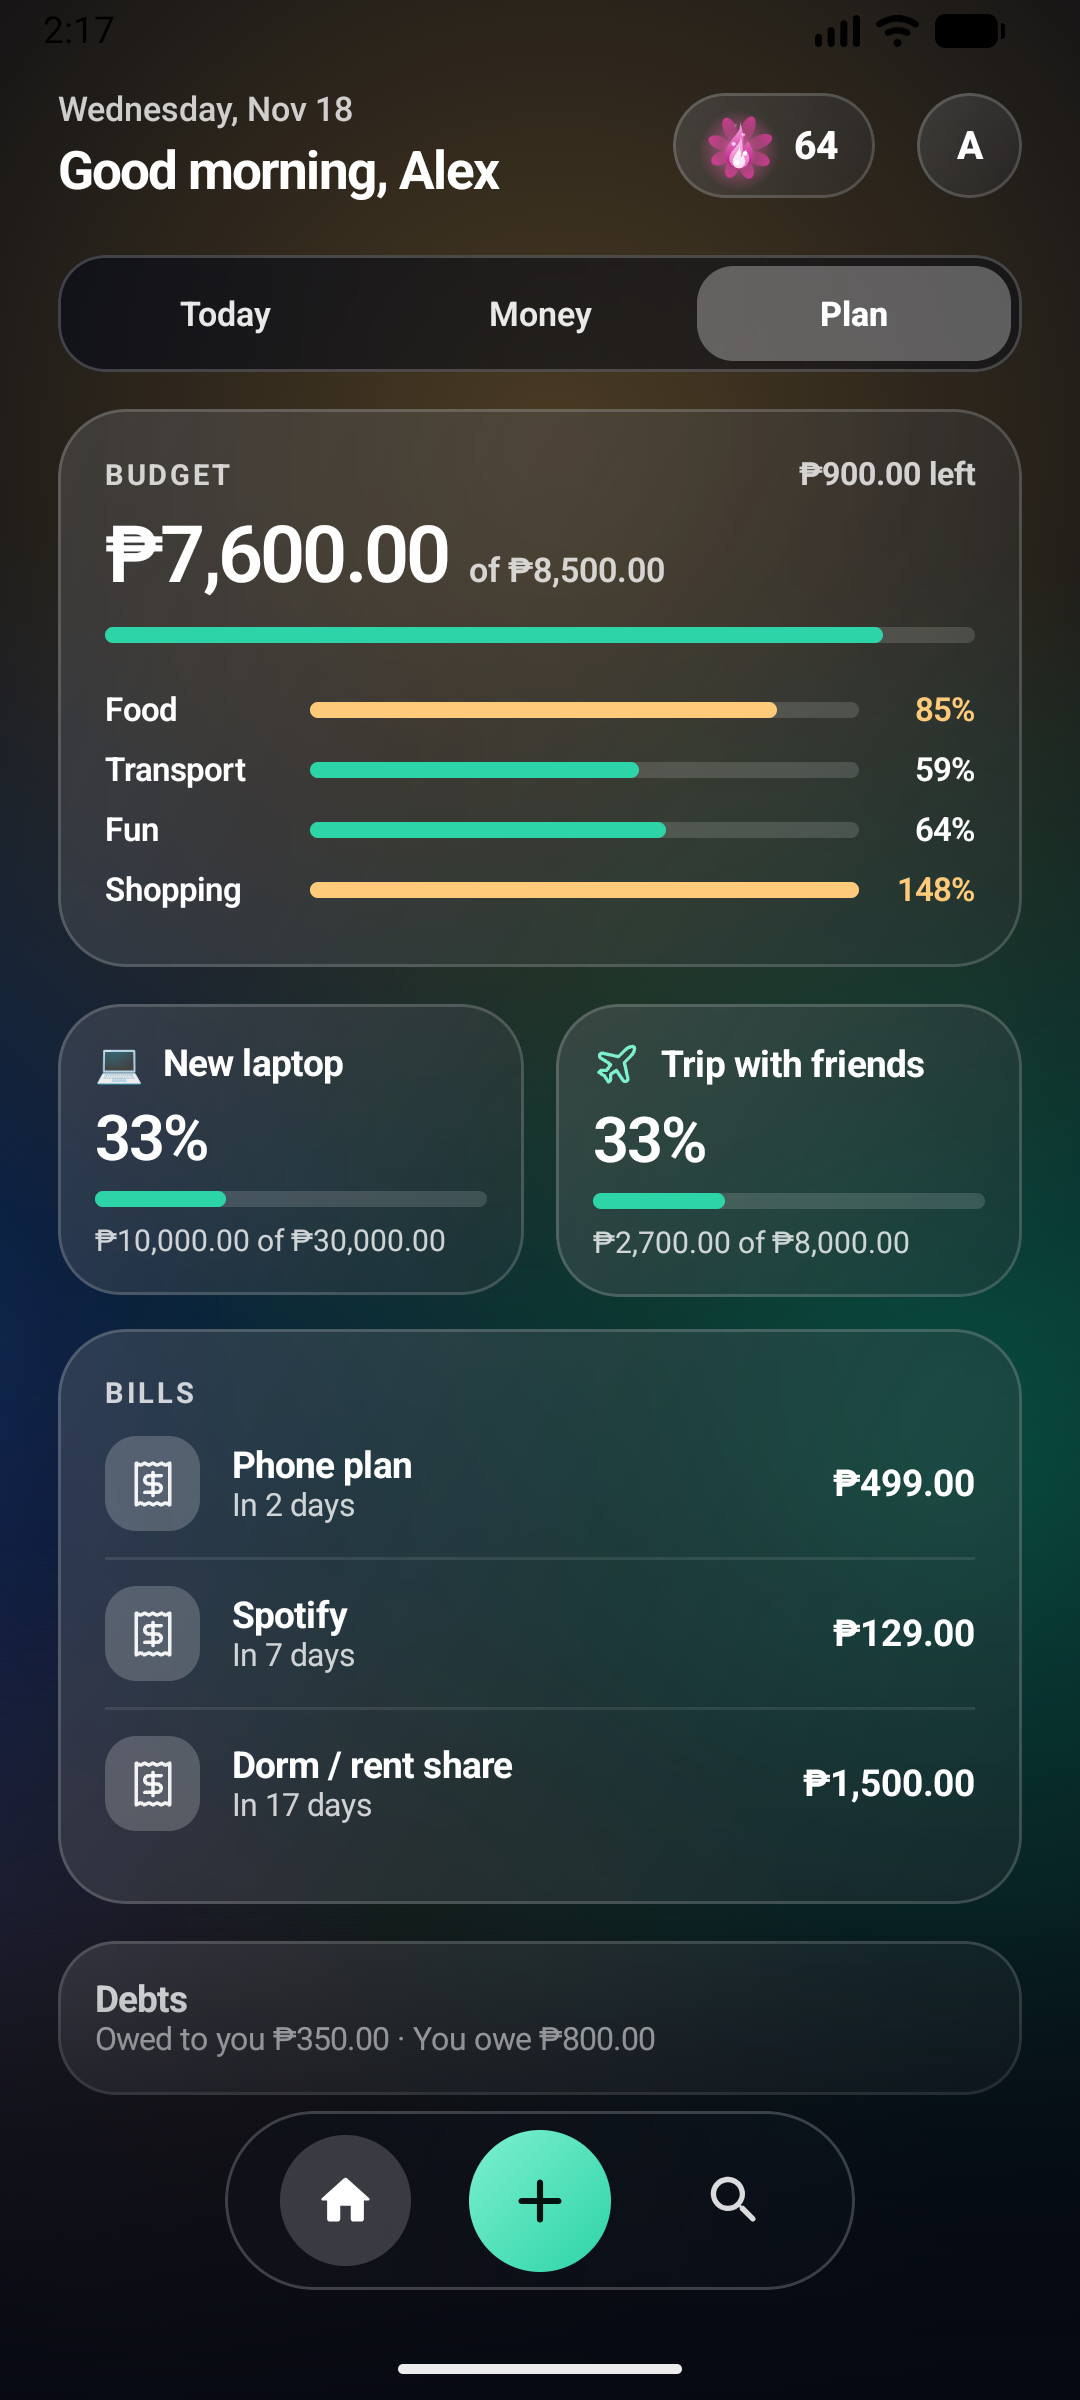 2:17
Wednesday, Nov 18
Good morning, Alex
64
A
Today
Money
Plan
BUDGET
₱900.00 left
₱7,600.00 of ₱8,500.00
Food
85%
Transport
59%
Fun
64%
Shopping
148%
💻 New laptop
33%
₱10,000.00 of ₱30,000.00
Trip with friends
33%
₱2,700.00 of ₱8,000.00
BILLS
Phone plan
In 2 days
₱499.00
Spotify
In 7 days
₱129.00
Dorm / rent share
In 17 days
₱1,500.00
Debts
Owed to you ₱350.00 · You owe ₱800.00